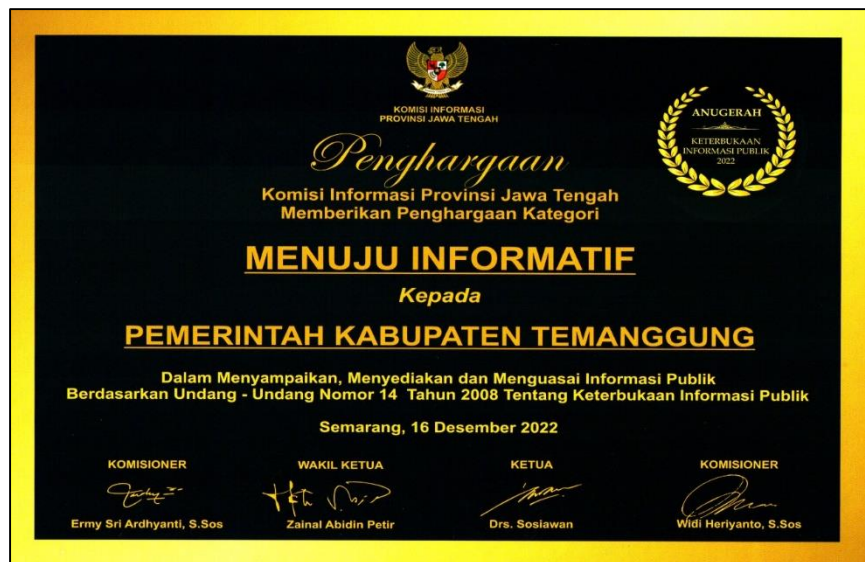 KOMISI INFORMASI
PROVINSI JAWA TENGAH
ANUGERAH
KETERBUKAAN
INFORMASI PUBLIK
2022
Penghargaan
Komisi Informasi Provinsi Jawa Tengah
Memberikan Penghargaan Kategori
MENUJU INFORMATIF
Kepada
PEMERINTAH KABUPATEN TEMANGGUNG
Dalam Menyampaikan, Menyediakan dan Menguasai Informasi Publik
Berdasarkan Undang - Undang Nomor 14 Tahun 2008 Tentang Keterbukaan Informasi Publik
Semarang, 16 Desember 2022
KOMISIONER WAKIL KETUA KETUA KOMISIONER
Ermy Sri Ardhyanti, S.Sos Zainal Abidin Petir Drs. Sosiawan Widi Heriyanto, S.Sos